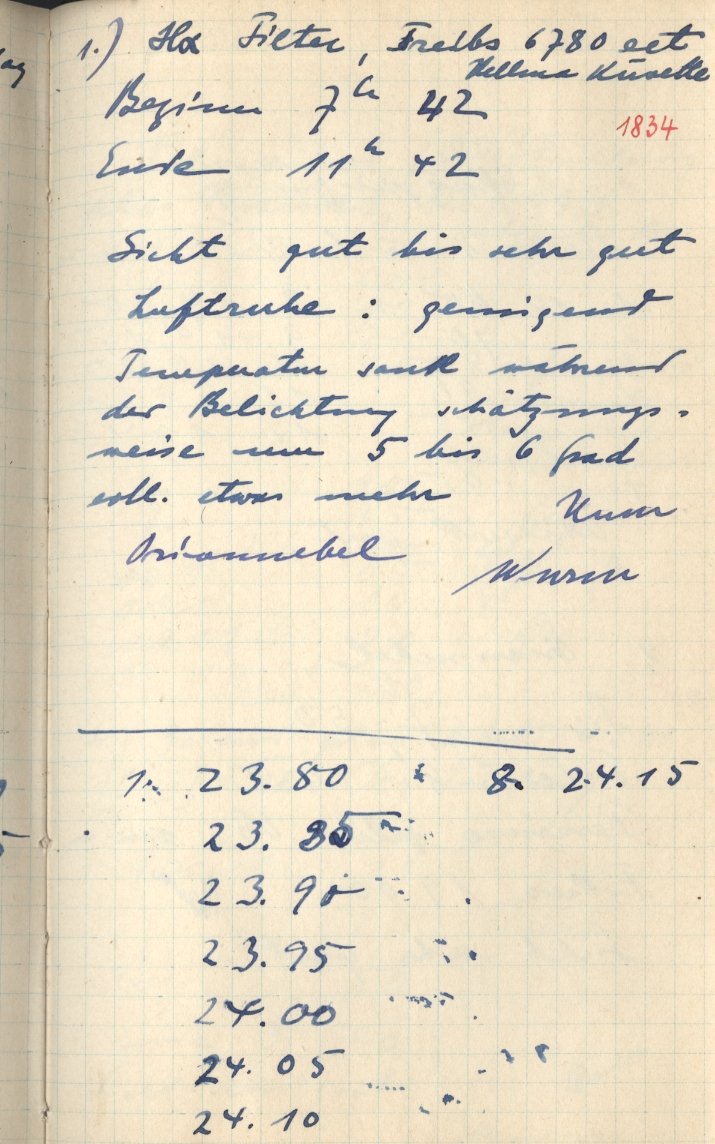 1.) Hα Filter, 6780 ect
Hellma Küvette
Beginn 7h 42
1834
Ende 11h 42
Sicht gut bis sehr gut
Luftruhe : genügend
Temperatur sank während
der Belichtung schätzungs-
weise um 5 bis 6 Grad
evll. etwas mehr
Orionnebel
Wurm
1. 23.80 8. 24.15
23.85
23.90
23.95
24.00
24.05
24.10